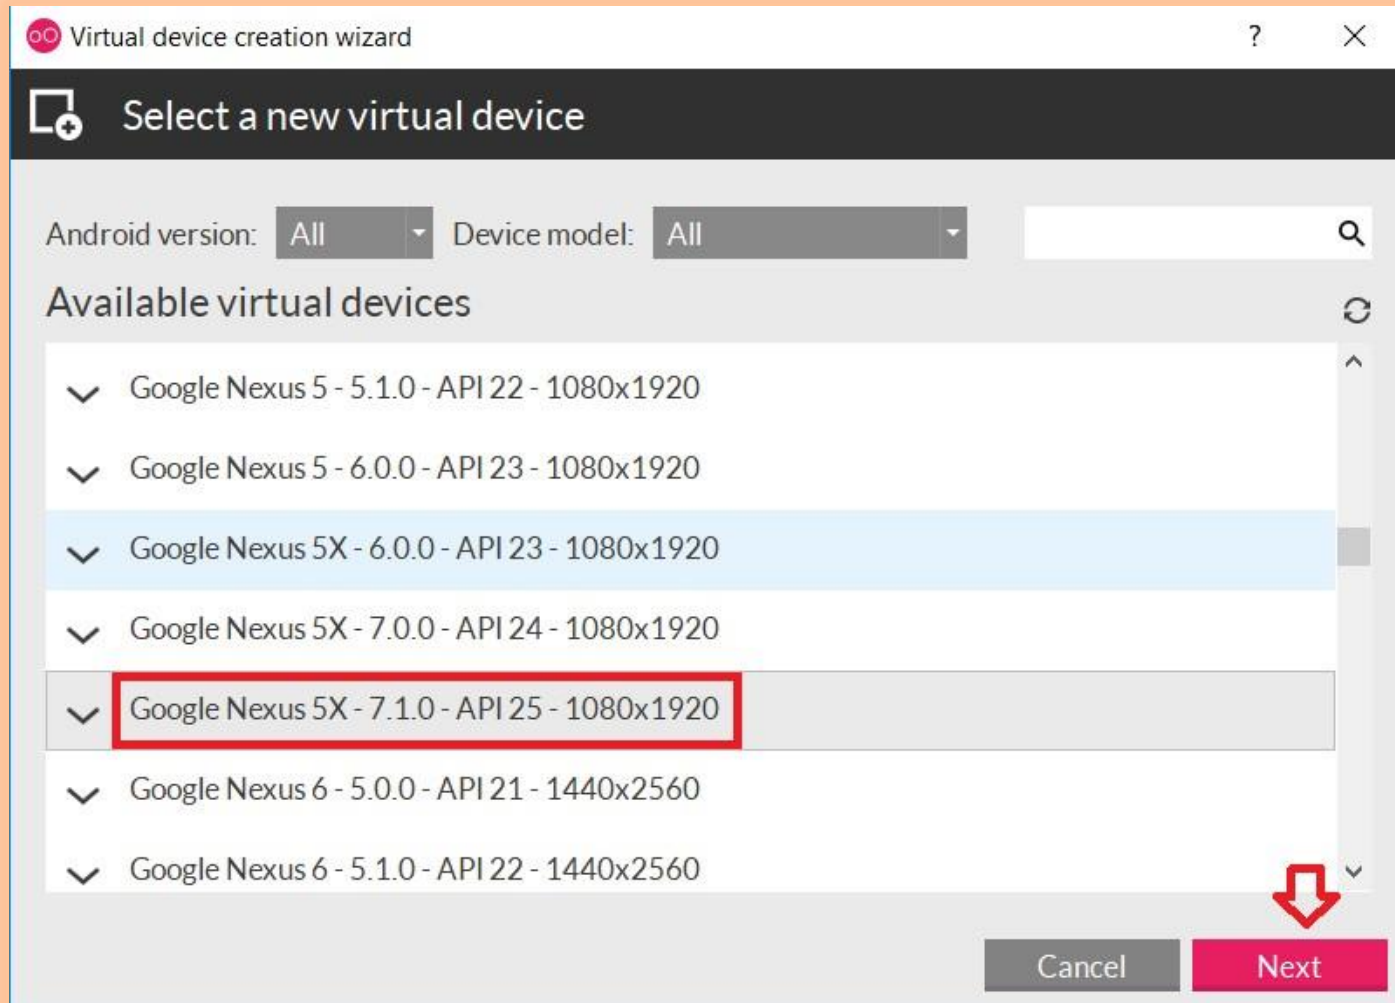 Virtual device creation wizard ?
Select a new virtual device
Android version: All Device model: All
Available virtual devices
Google Nexus 5 - 5.1.0 - API 22 - 1080x1920
Google Nexus 5 - 6.0.0 - API 23 - 1080x1920
Google Nexus 5X - 6.0.0 - API 23 - 1080x1920
Google Nexus 5X - 7.0.0 - API 24 - 1080x1920
Google Nexus 5X - 7.1.0 - API 25 - 1080x1920
Google Nexus 6 - 5.0.0 - API 21 - 1440x2560
Google Nexus 6 - 5.1.0 - API 22 - 1440x2560
Cancel Next